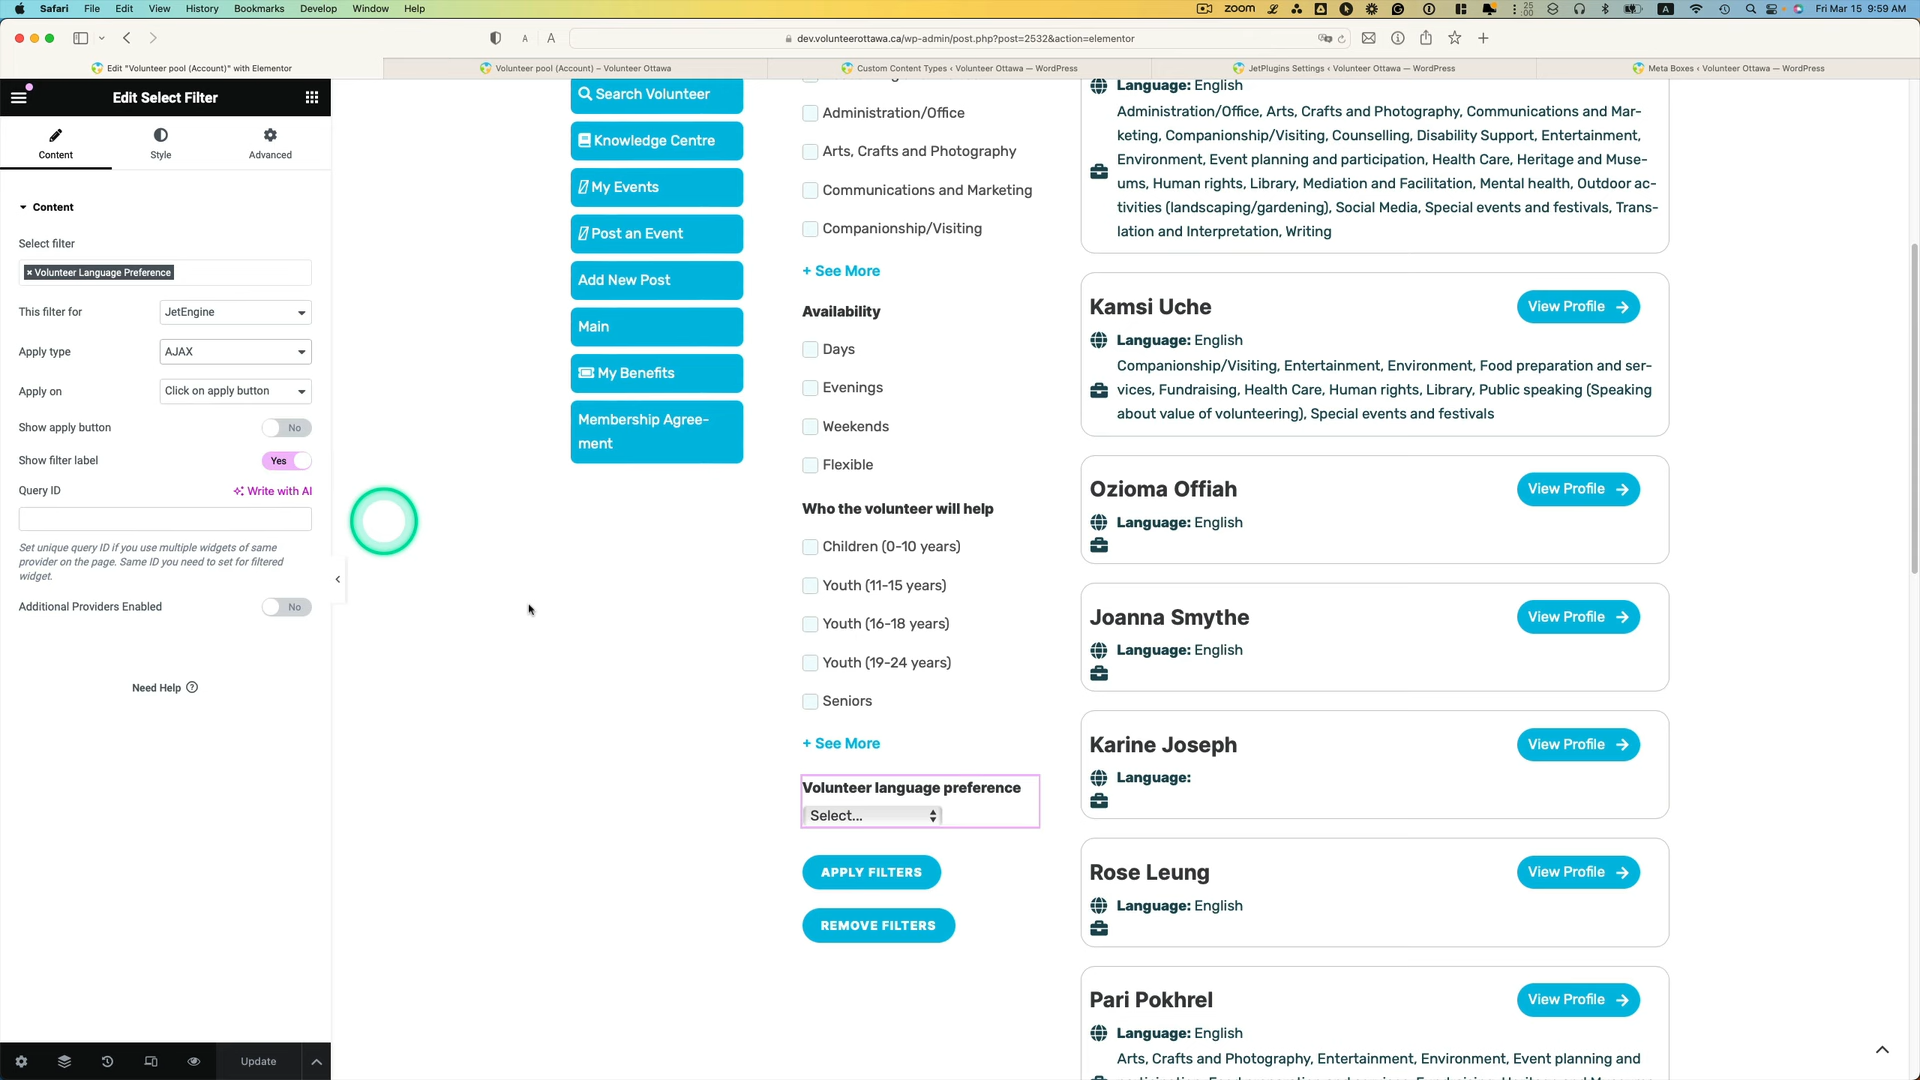 Safari File Edit View History Bookmarks Develop Window Help
zoom
25
:00
A
Fri Mar 15 9:59 AM
A A
dev.volunteerottawa.ca/wp-admin/post.php?post=2532&action=elementor
Edit "Volunteer pool (Account)" with Elementor
Volunteer pool (Account) – Volunteer Ottawa
Custom Content Types ‹ Volunteer Ottawa — WordPress
JetPlugins Settings ‹ Volunteer Ottawa — WordPress
Meta Boxes ‹ Volunteer Ottawa — WordPress
Edit Select Filter
Content
Style
Advanced
Content
Select filter
× Volunteer Language Preference
This filter for
JetEngine
Apply type
AJAX
Apply on
Click on apply button
Show apply button
No
Show filter label
Yes
Query ID
Write with AI
Set unique query ID if you use multiple widgets of same
provider on the page. Same ID you need to set for filtered
widget.
Additional Providers Enabled
No
Need Help
Update
Search Volunteer
Knowledge Centre
My Events
Post an Event
Add New Post
Main
My Benefits
Membership Agree-
ment
Administration/Office
Arts, Crafts and Photography
Communications and Marketing
Companionship/Visiting
+ See More
Availability
Days
Evenings
Weekends
Flexible
Who the volunteer will help
Children (0-10 years)
Youth (11-15 years)
Youth (16-18 years)
Youth (19-24 years)
Seniors
+ See More
Volunteer language preference
Select...
APPLY FILTERS
REMOVE FILTERS
Language: English
Administration/Office, Arts, Crafts and Photography, Communications and Mar-
keting, Companionship/Visiting, Counselling, Disability Support, Entertainment,
Environment, Event planning and participation, Health Care, Heritage and Muse-
ums, Human rights, Library, Mediation and Facilitation, Mental health, Outdoor ac-
tivities (landscaping/gardening), Social Media, Special events and festivals, Trans-
lation and Interpretation, Writing
Kamsi Uche
View Profile
Language: English
Companionship/Visiting, Entertainment, Environment, Food preparation and ser-
vices, Fundraising, Health Care, Human rights, Library, Public speaking (Speaking
about value of volunteering), Special events and festivals
Ozioma Offiah
View Profile
Language: English
Joanna Smythe
View Profile
Language: English
Karine Joseph
View Profile
Language:
Rose Leung
View Profile
Language: English
Pari Pokhrel
View Profile
Language: English
Arts, Crafts and Photography, Entertainment, Environment, Event planning and